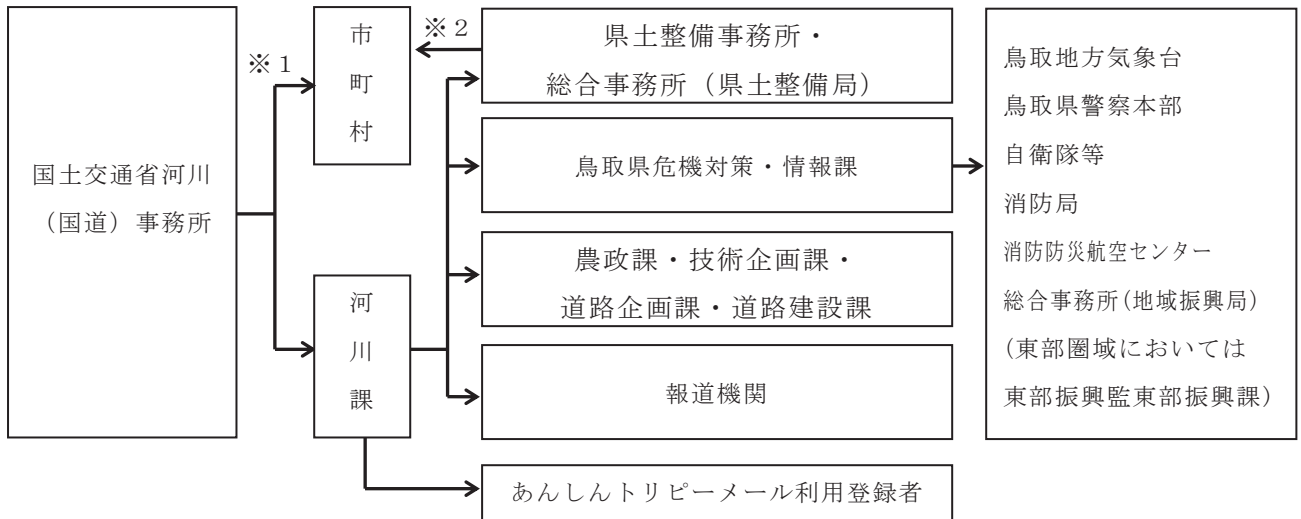 国土交通省河川
（国道）事務所
※１
市
町
村
※２
河
川
課
県土整備事務所・
総合事務所（県土整備局）
鳥取県危機対策・情報課
農政課・技術企画課・
道路企画課・道路建設課
報道機関
あんしんトリピーメール利用登録者
鳥取地方気象台
鳥取県警察本部
自衛隊等
消防局
消防防災航空センター
総合事務所(地域振興局)
(東部圏域においては
東部振興監東部振興課)